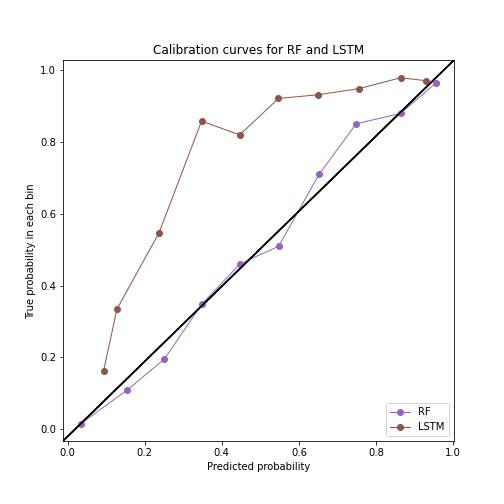 Calibration curves for RF and LSTM
1.0
0.8
0.6
0.4
0.2
0.0
True probability in each bin
0.0 0.2 0.4 0.6 0.8 1.0
Predicted probability
RF
LSTM